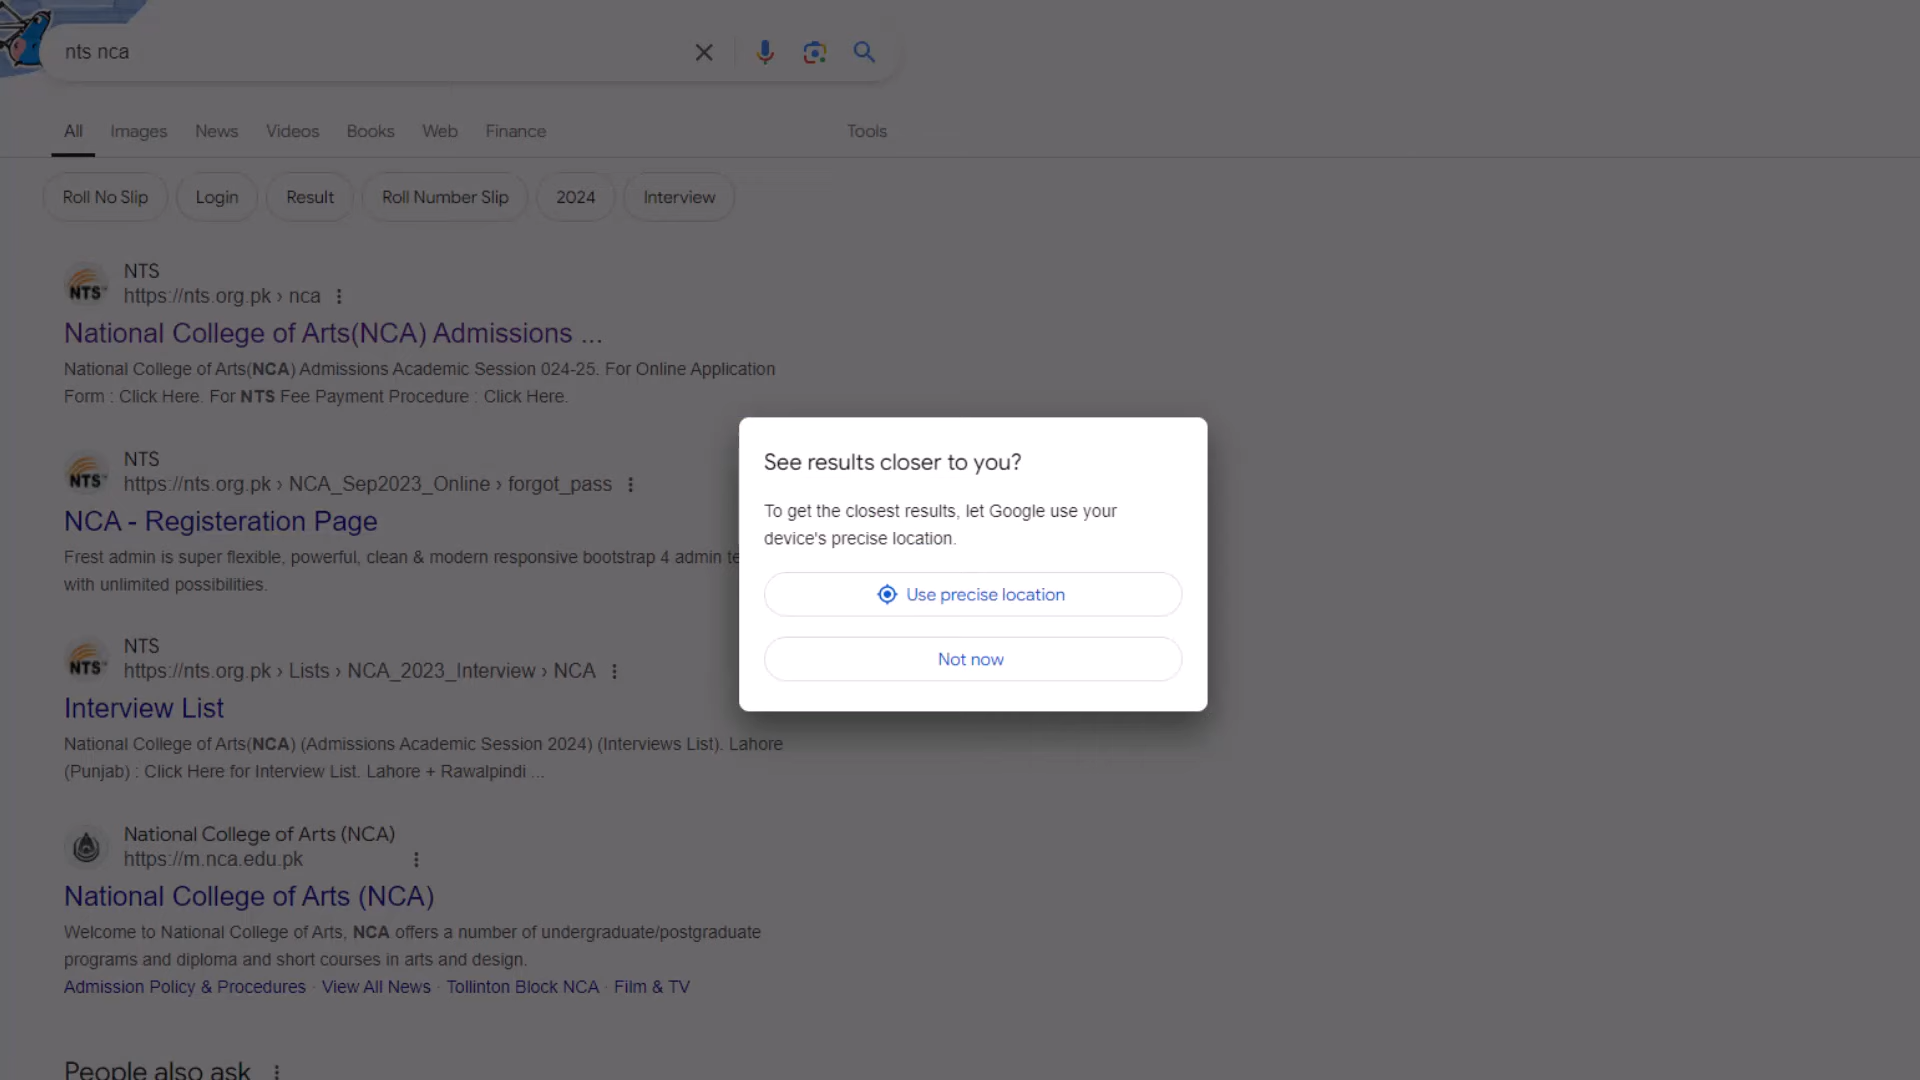 nts nca
All Images News Videos Books Web Finance Tools
Roll No Slip Login Result Roll Number Slip 2024 Interview
NTS
NTS
https://nts.org.pk › nca
National College of Arts(NCA) Admissions ...
National College of Arts(NCA) Admissions Academic Session 024-25. For Online Application
Form : Click Here. For NTS Fee Payment Procedure : Click Here.
NTS
NTS
https://nts.org.pk › NCA_Sep2023_Online › forgot_pass
NCA - Registeration Page
Frest admin is super flexible, powerful, clean & modern responsive bootstrap 4 admin te
with unlimited possibilities.
NTS
NTS
https://nts.org.pk › Lists › NCA_2023_Interview › NCA
Interview List
National College of Arts(NCA) (Admissions Academic Session 2024) (Interviews List). Lahore
(Punjab) : Click Here for Interview List. Lahore + Rawalpindi ...
National College of Arts (NCA)
https://m.nca.edu.pk
National College of Arts (NCA)
Welcome to National College of Arts, NCA offers a number of undergraduate/postgraduate
programs and diploma and short courses in arts and design.
Admission Policy & Procedures · View All News · Tollinton Block NCA · Film & TV
People also ask
See results closer to you?
To get the closest results, let Google use your
device's precise location.
Use precise location
Not now